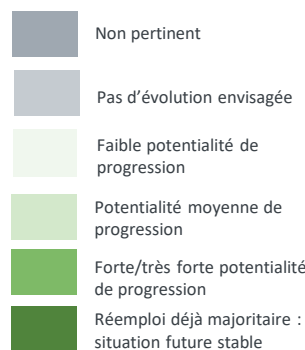 Non pertinent
Pas d’évolution envisagée
Faible potentialité de
progression
Potentialité moyenne de
progression
Forte/très forte potentialité
de progression
Réemploi déjà majoritaire :
situation future stable